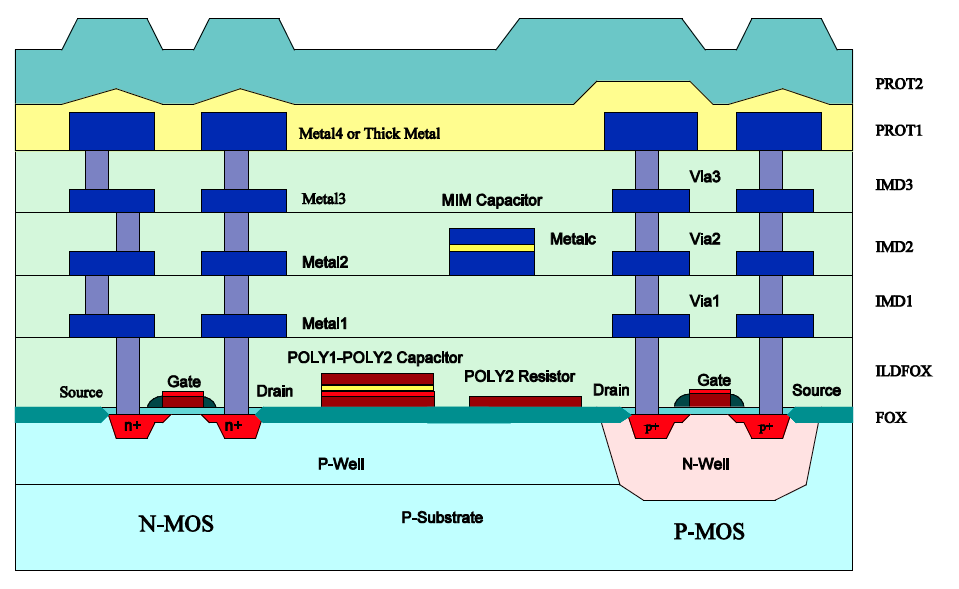 PROT2
Metal4 or Thick Metal
PROT1
Via3
IMD3
Metal3
MIM Capacitor
Metalc
Via2
IMD2
Metal2
Metal1
Via1
IMD1
POLY1-POLY2 Capacitor
ILDFOX
Source
Gate
Drain
POLY2 Resistor
Drain
Gate
Source
FOX
n+
n+
p+
p+
P-Well
N-Well
N-MOS
P-Substrate
P-MOS